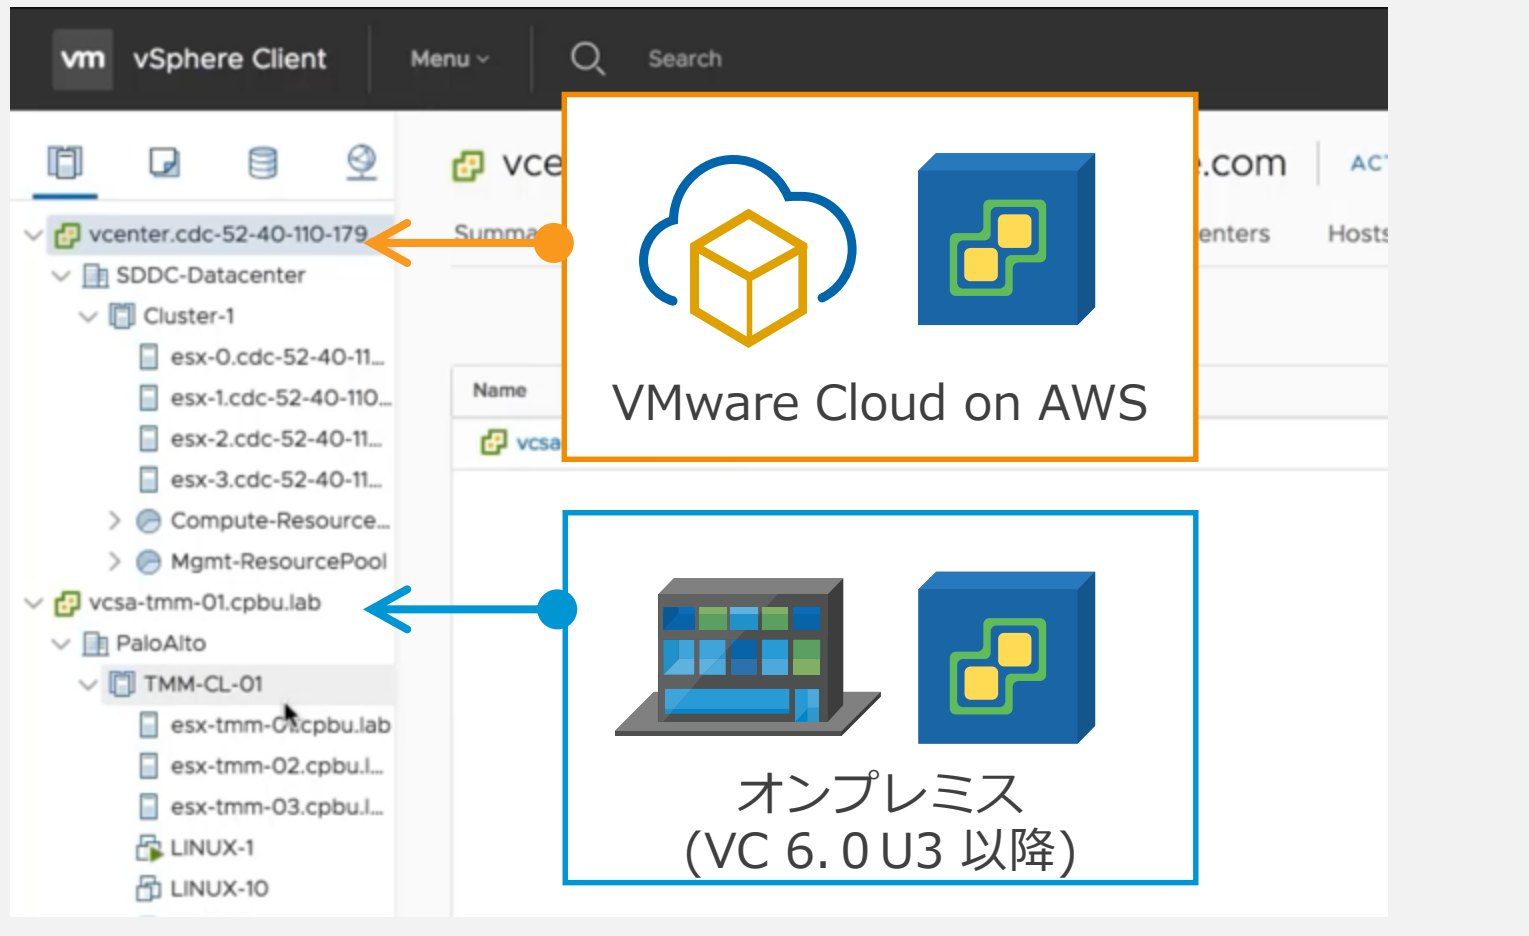 vm vSphere Client Menu Search
vcenter.cdc-52-40-110-179
SDDC-Datacenter
Cluster-1
esx-0.cdc-52-40-11...
esx-1.cdc-52-40-110...
esx-2.cdc-52-40-11...
esx-3.cdc-52-40-11...
Compute-Resource...
Mgmt-ResourcePool
vcsa-tmm-01.cpbu.lab
PaloAlto
TMM-CL-01
esx-tmm-01.cpbu.lab
esx-tmm-02.cpbu.l...
esx-tmm-03.cpbu.l...
LINUX-1
LINUX-10
.com
Hosts
Name
vcsa
VMware Cloud on AWS
オンプレミス
(VC 6.0 U3 以降)